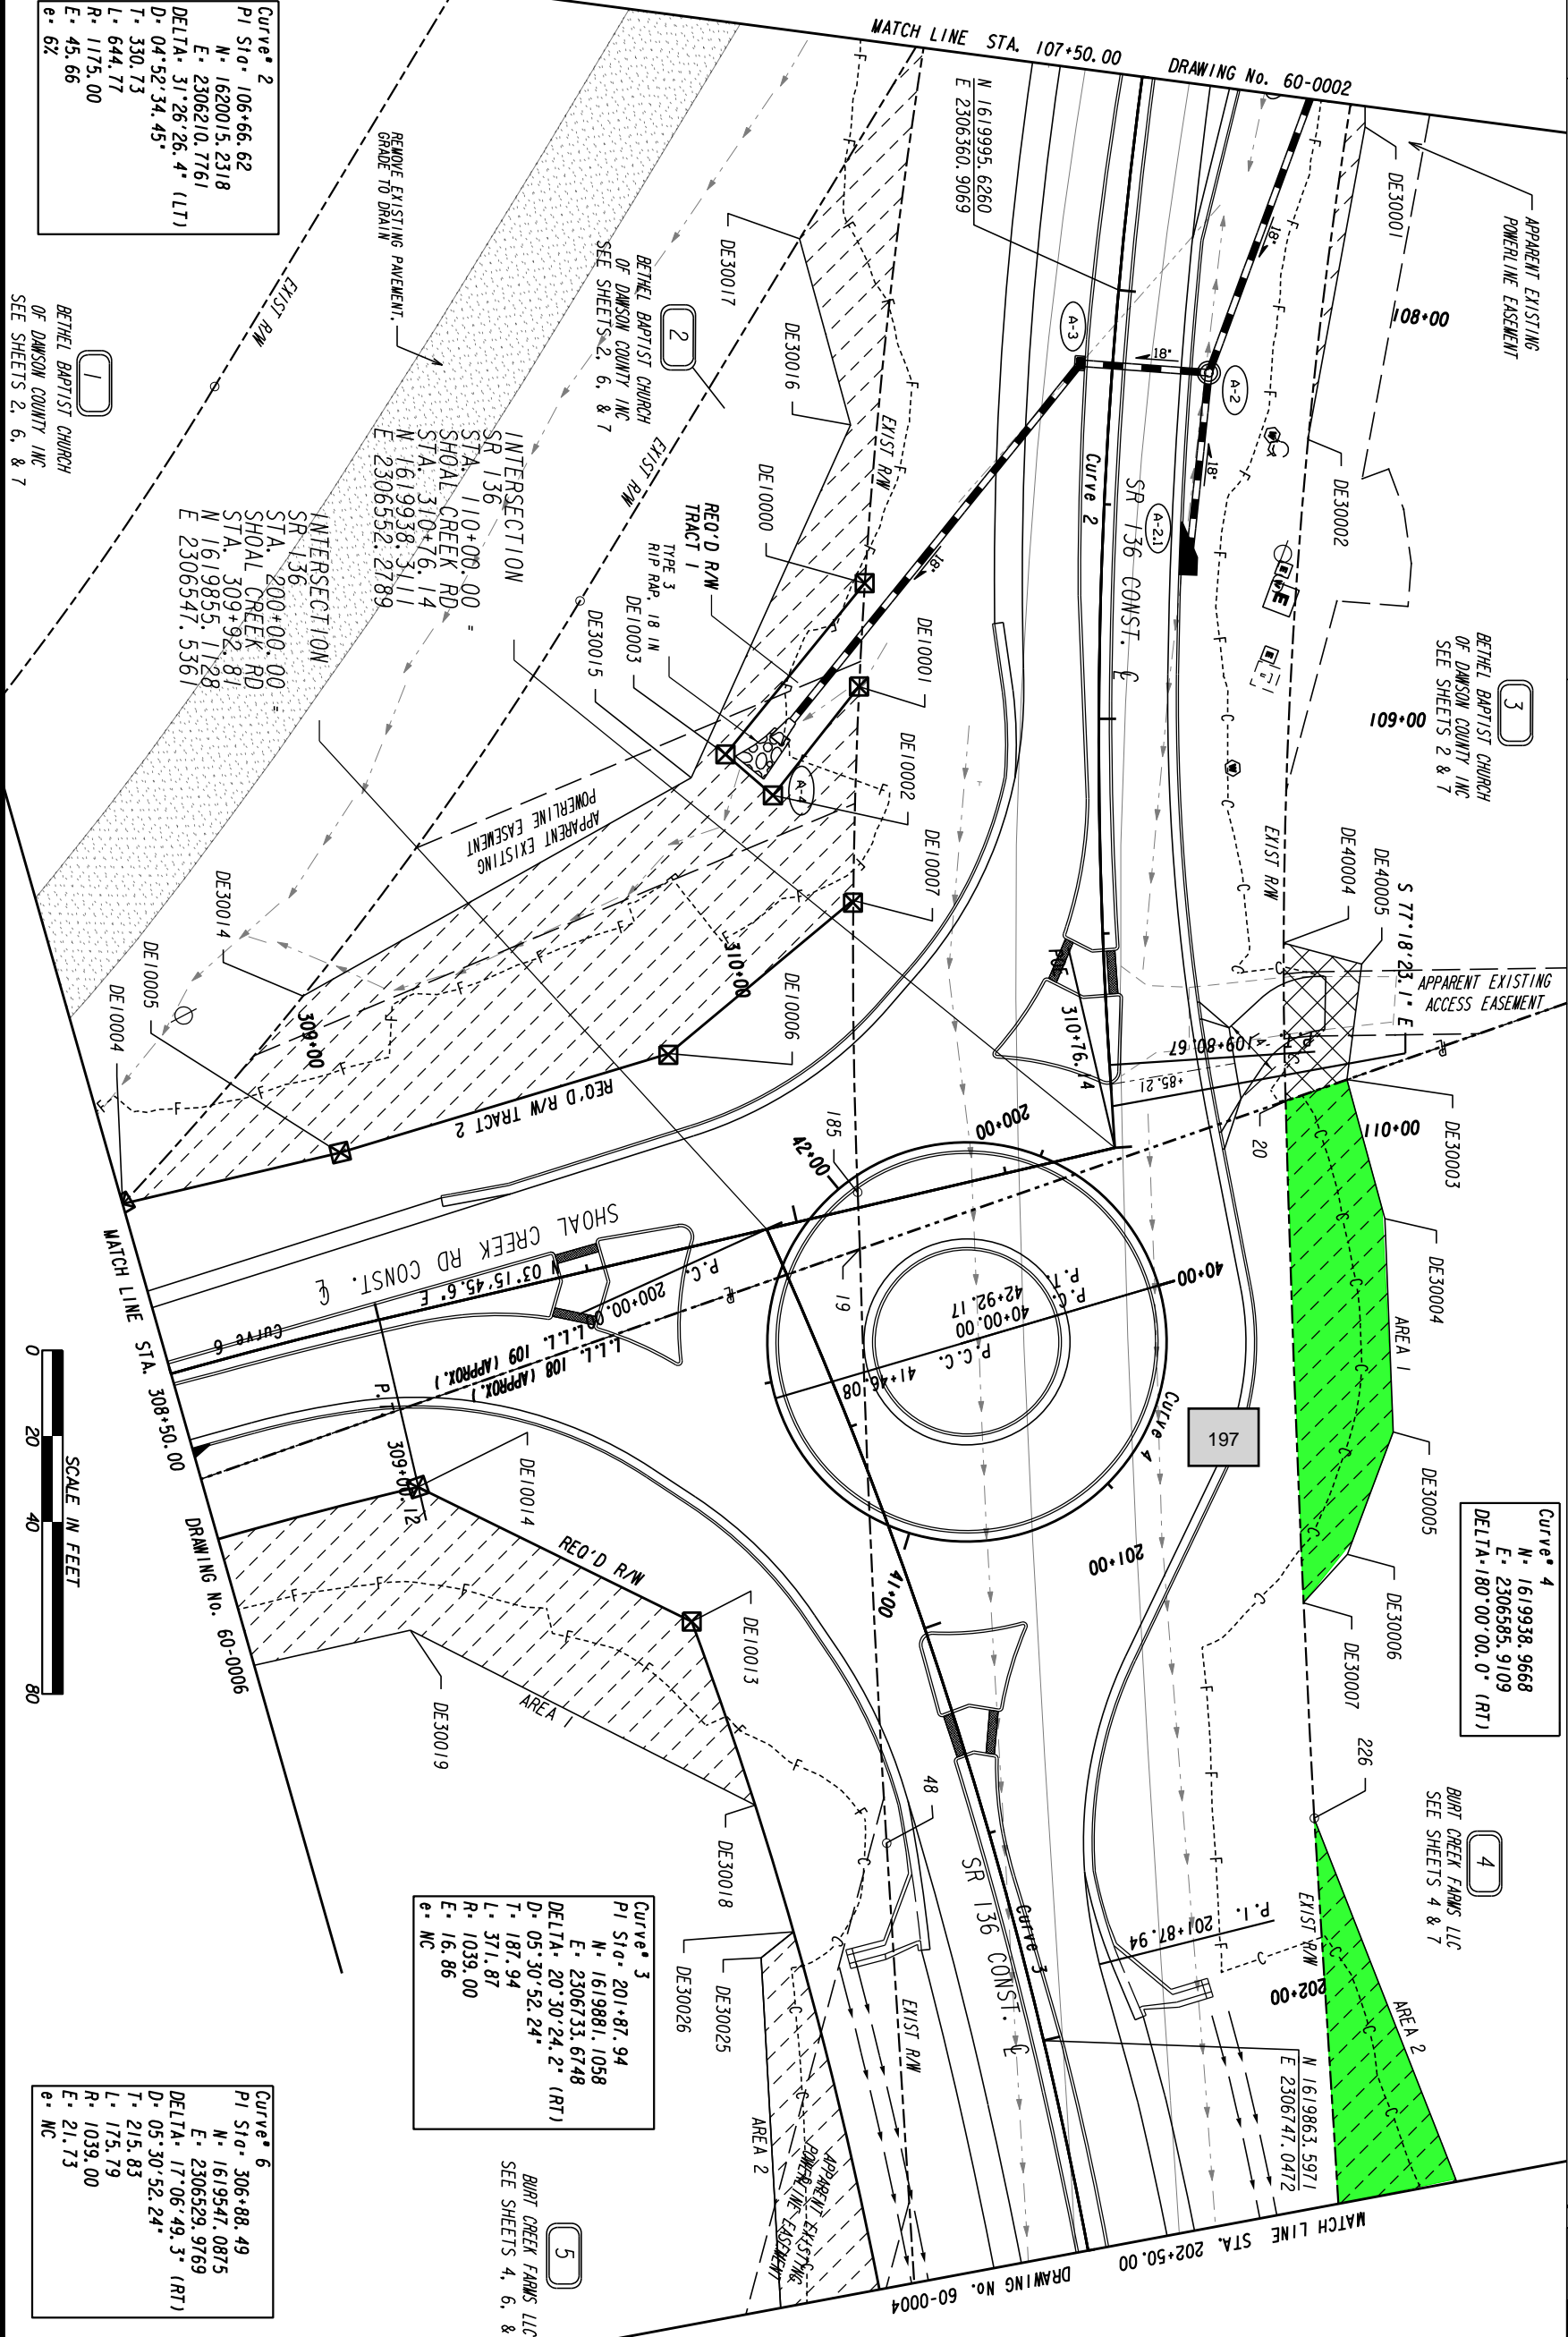 MATCH LINE STA. 107+50.00 DRAWING No. 60-0002
APPARENT EXISTING
POWERLINE EASEMENT
DE30001
108+00
N 1619995.6260
E 2306360.9069
A-3
18"
A-2
18"
18"
A-2.1
DE30002
Curve 2
SR 136 CONST. ℄
3
BETHEL BAPTIST CHURCH
OF DAWSON COUNTY INC
SEE SHEETS 2 & 7
109+00
EXIST R/W
DE40004
DE40005
S 77°18'23.1" E
APPARENT EXISTING
ACCESS EASEMENT
109+80.67
+85.21
20
110+00
DE30003
DE30004
AREA 1
DE30005
DE30006
DE30007
226
Curve# 4
N= 1619938.9668
E= 2306585.9109
DELTA= 180°00'00.0" (RT)
4
BURT CREEK FARMS LLC
SEE SHEETS 4 & 7
EXIST R/W
AREA 2
202+00
P.I. 201+87.94
N 1619863.5971
E 2306747.0472
MATCH LINE STA. 202+50.00 DRAWING No. 60-0004
REMOVE EXISTING PAVEMENT,
GRADE TO DRAIN
DE30017
DE30016
BETHEL BAPTIST CHURCH
OF DAWSON COUNTY INC
SEE SHEETS 2, 6, & 7
2
EXIST R/W
EXIST R/W
EXIST R/W
DE10000
REQ'D R/W
TRACT 1
TYPE 3
RIP RAP, 18 IN
DE10003
DE30015
18"
DE10001
DE10002
A-4
DE10007
DE10006
INTERSECTION
SR 136
STA. 110+00.00 =
SHOAL CREEK RD
STA. 310+76.14
N 1619938.3111
E 2306552.2789
INTERSECTION
SR 136
STA. 200+00.00 =
SHOAL CREEK RD
STA. 309+92.81
N 1619855.1128
E 2306547.5361
APPARENT EXISTING
POWERLINE EASEMENT
310+00
309+00
DE30014
DE10005
DE10004
REQ'D R/W TRACT 2
310+76.14
200+00
185
42+00
19
40+00
P.C. 40+00.00
P.T. 42+92.17
P.C.C. 41+46.08
Curve 4
197
201+00
41+00
P.C. 200+00.00
SHOAL CREEK RD CONST. ℄
N 03°15'45.6" E
Curve 6
L.L.L. 109 (APPROX.)
L.L.L. 108 (APPROX.)
P.T. 309+00.12
DE10014
REQ'D R/W
DE10013
DE30019
AREA 1
DE30018
48
SR 136 CONST. ℄
Curve 3
DE30025
DE30026
EXIST R/W
AREA 2
APPARENT EXISTING
POWERLINE EASEMENT
5
BURT CREEK FARMS LLC
SEE SHEETS 4, 6, &
1
BETHEL BAPTIST CHURCH
OF DAWSON COUNTY INC
SEE SHEETS 2, 6, & 7
MATCH LINE STA. 308+50.00 DRAWING No. 60-0006
0 20 40 80
SCALE IN FEET
Curve# 2
PI Sta= 106+66.62
N= 1620015.2318
E= 2306210.7761
DELTA= 31°26'26.4" (LT)
D= 04°52'34.45"
T= 330.73
L= 644.77
R= 1175.00
E= 45.66
e= 6%
Curve# 3
PI Sta= 201+87.94
N= 1619881.1058
E= 2306733.6748
DELTA= 20°30'24.2" (RT)
D= 05°30'52.24"
T= 187.94
L= 371.87
R= 1039.00
E= 16.86
e= NC
Curve# 6
PI Sta= 306+88.49
N= 1619547.0875
E= 2306529.9769
DELTA= 17°06'49.3" (RT)
D= 05°30'52.24"
T= 215.83
L= 175.79
R= 1039.00
E= 21.73
e= NC